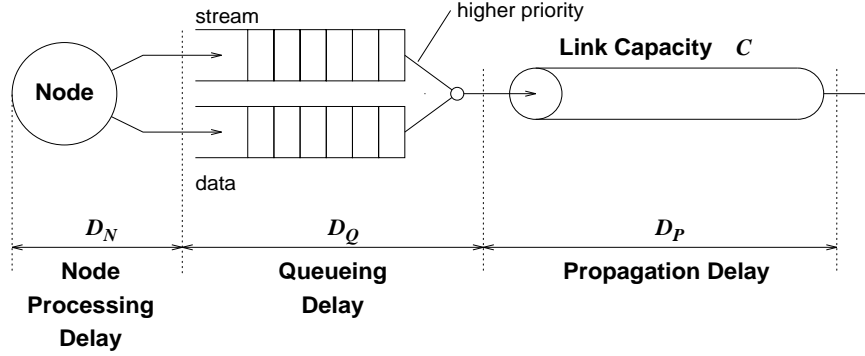 stream
higher priority
Link Capacity C
Node
data
D_N
D_Q
D_P
Node
Processing
Delay
Queueing
Delay
Propagation Delay